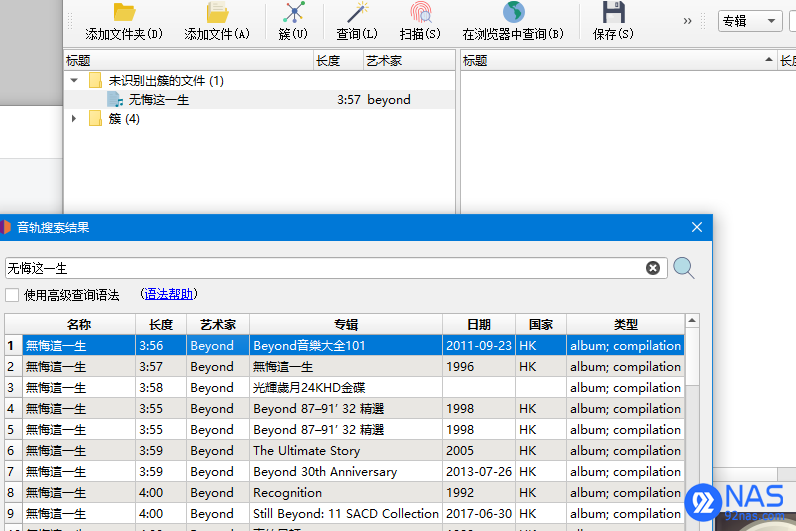 添加文件夹(D) 添加文件(A) 簇(U) 查询(L) 扫描(S) 在浏览器中查询(B) 保存(S) » 专辑
标题 长度 艺术家 标题
未识别出簇的文件 (1)
无悔这一生 3:57 beyond
簇 (4)
音轨搜索结果
无悔这一生
使用高级查询语法 (语法帮助)
名称 长度 艺术家 专辑 日期 国家 类型
1 無悔這一生 3:56 Beyond Beyond音樂大全101 2011-09-23 HK album; compilation
2 無悔這一生 3:57 Beyond 無悔這一生 1996 HK album; compilation
3 無悔這一生 3:58 Beyond 光輝歲月24KHD金碟 album; compilation
4 無悔這一生 3:55 Beyond Beyond 87–91’ 32 精選 1998 HK album; compilation
5 無悔這一生 3:55 Beyond Beyond 87–91’ 32 精選 1998 HK album; compilation
6 無悔這一生 3:59 Beyond The Ultimate Story 2005 HK album; compilation
7 無悔這一生 3:59 Beyond Beyond 30th Anniversary 2013-07-26 HK album; compilation
8 無悔這一生 4:00 Beyond Recognition 1992 HK album; compilation
9 無悔這一生 4:00 Beyond Still Beyond: 11 SACD Collection 2017-06-30 HK album; compilation
NAS
92nas.com